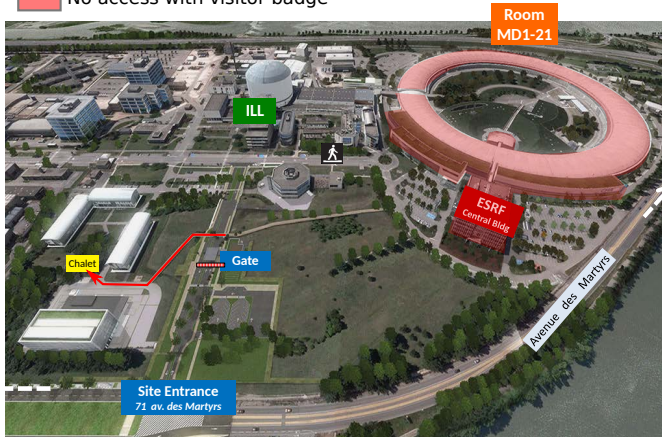 No access with visitor badge
Room
MD1-21
ILL
ESRF
Central Bldg
Chalet
Gate
Avenue des Martyrs
Site Entrance
71 av. des Martyrs